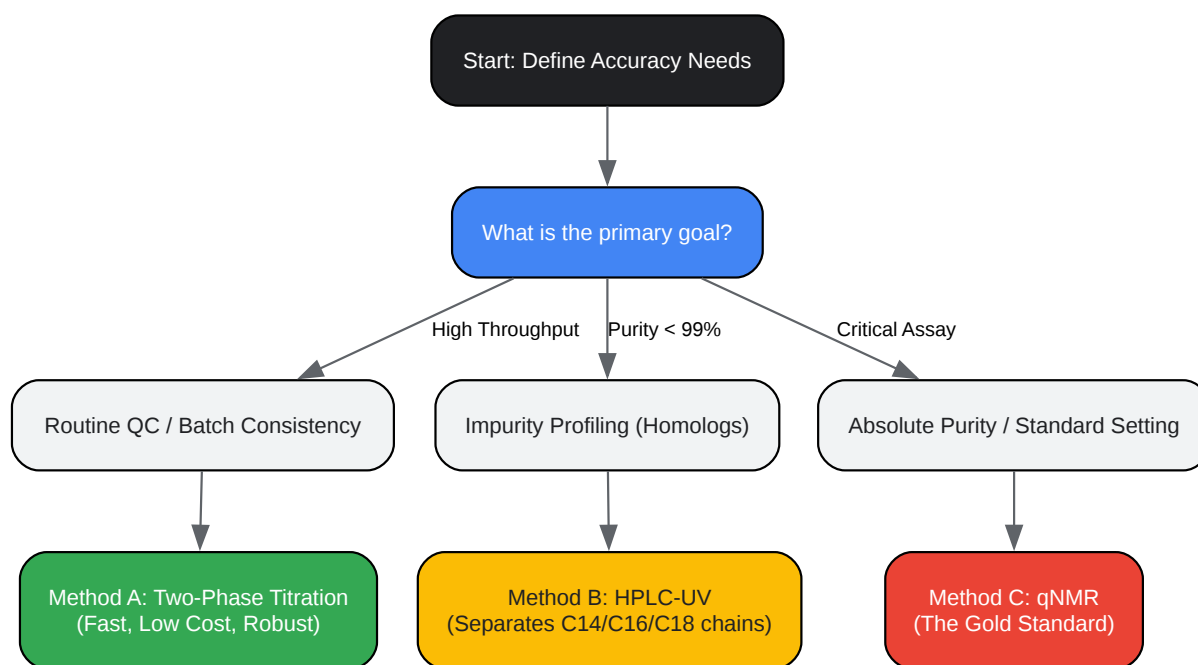 Start: Define Accuracy Needs
What is the primary goal?
High Throughput
Purity < 99%
Critical Assay
Routine QC / Batch Consistency
Impurity Profiling (Homologs)
Absolute Purity / Standard Setting
Method A: Two-Phase Titration
(Fast, Low Cost, Robust)
Method B: HPLC-UV
(Separates C14/C16/C18 chains)
Method C: qNMR
(The Gold Standard)